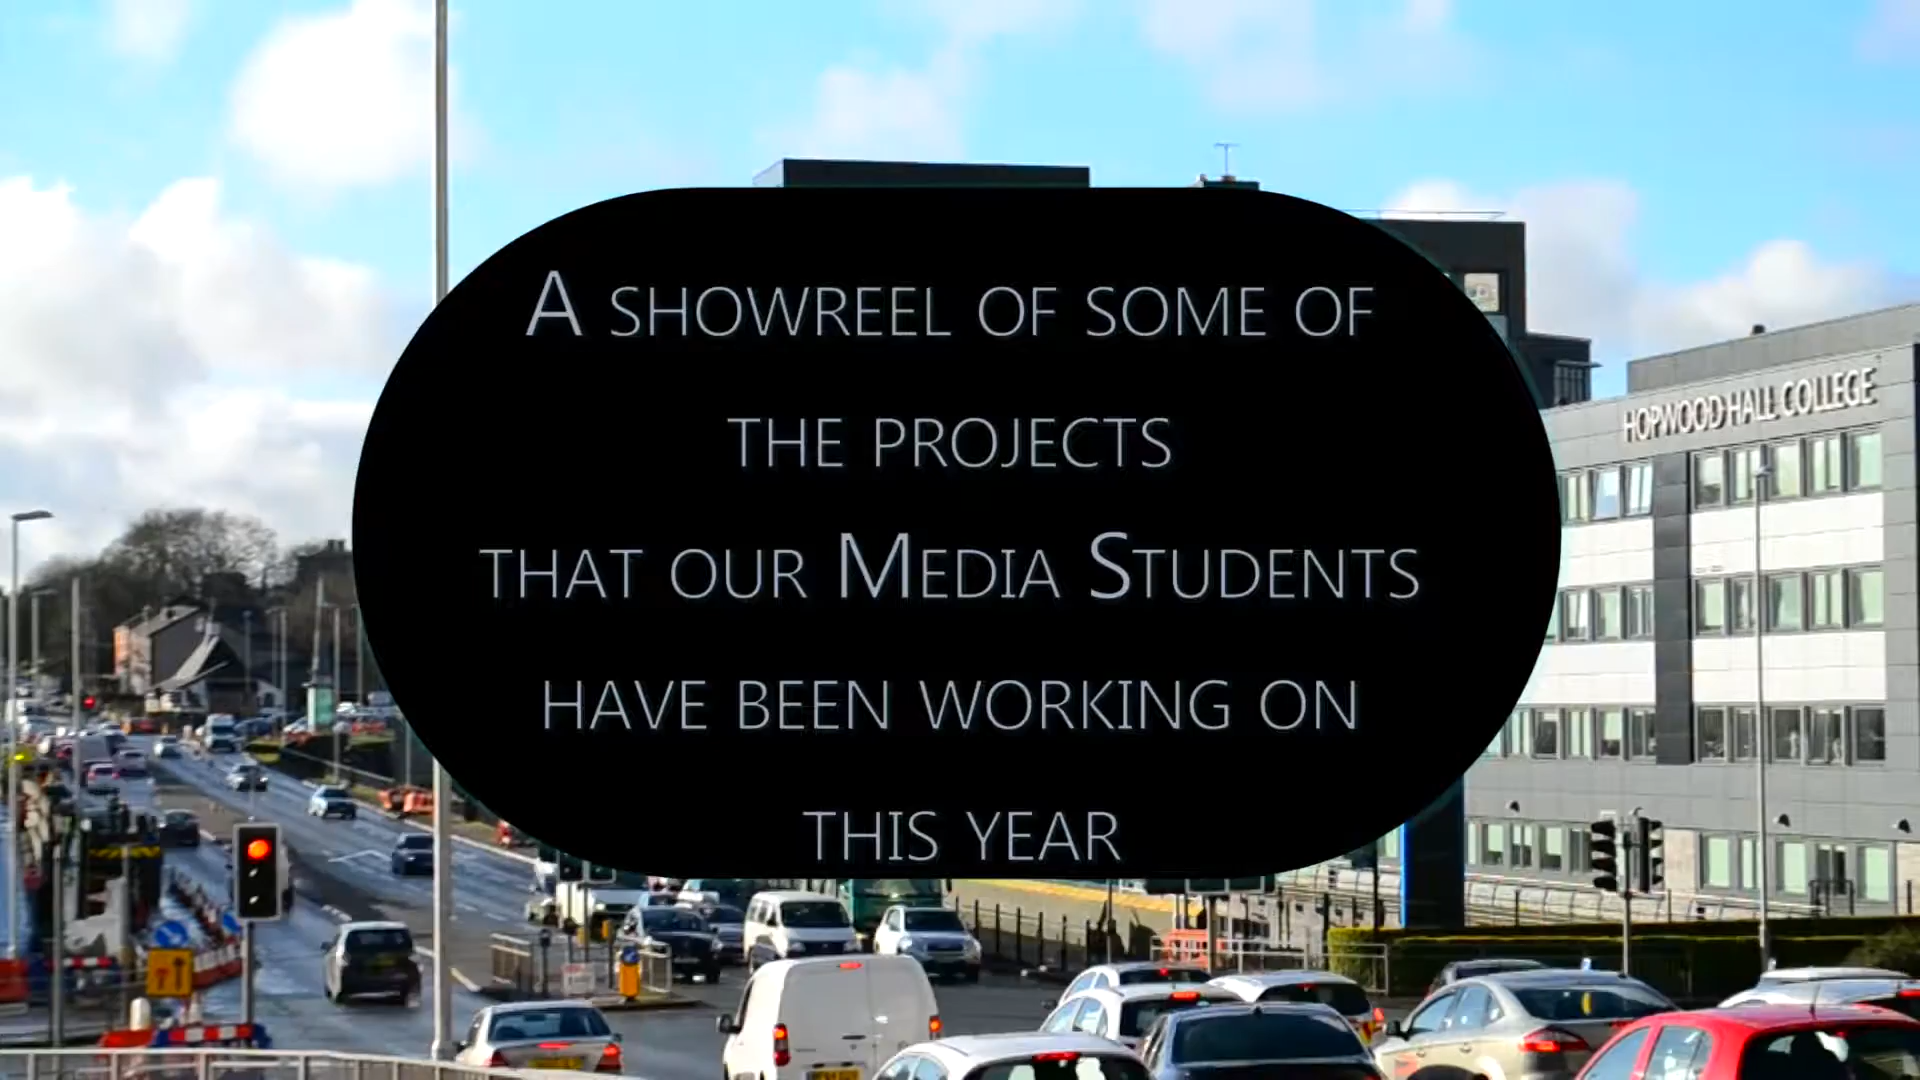 A SHOWREEL OF SOME OF
THE PROJECTS
THAT OUR MEDIA STUDENTS
HAVE BEEN WORKING ON
THIS YEAR
HOPWOOD HALL COLLEGE